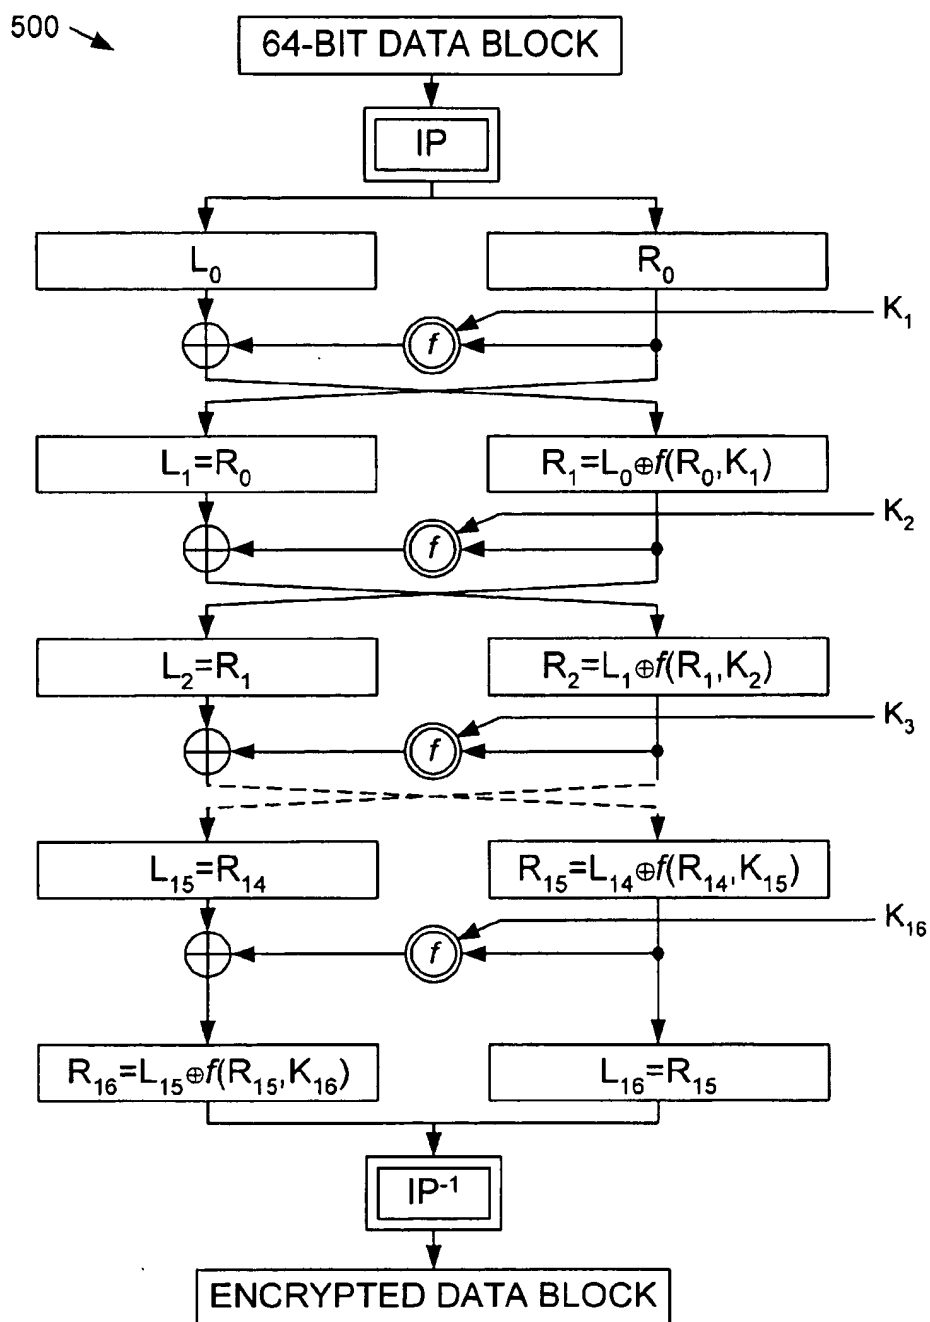 500
64-BIT DATA BLOCK
IP
L₀
R₀
K₁
f
L₁=R₀
R₁=L₀⊕f(R₀,K₁)
K₂
f
L₂=R₁
R₂=L₁⊕f(R₁,K₂)
K₃
f
L₁₅=R₁₄
R₁₅=L₁₄⊕f(R₁₄,K₁₅)
K₁₆
f
R₁₆=L₁₅⊕f(R₁₅,K₁₆)
L₁₆=R₁₅
IP⁻¹
ENCRYPTED DATA BLOCK